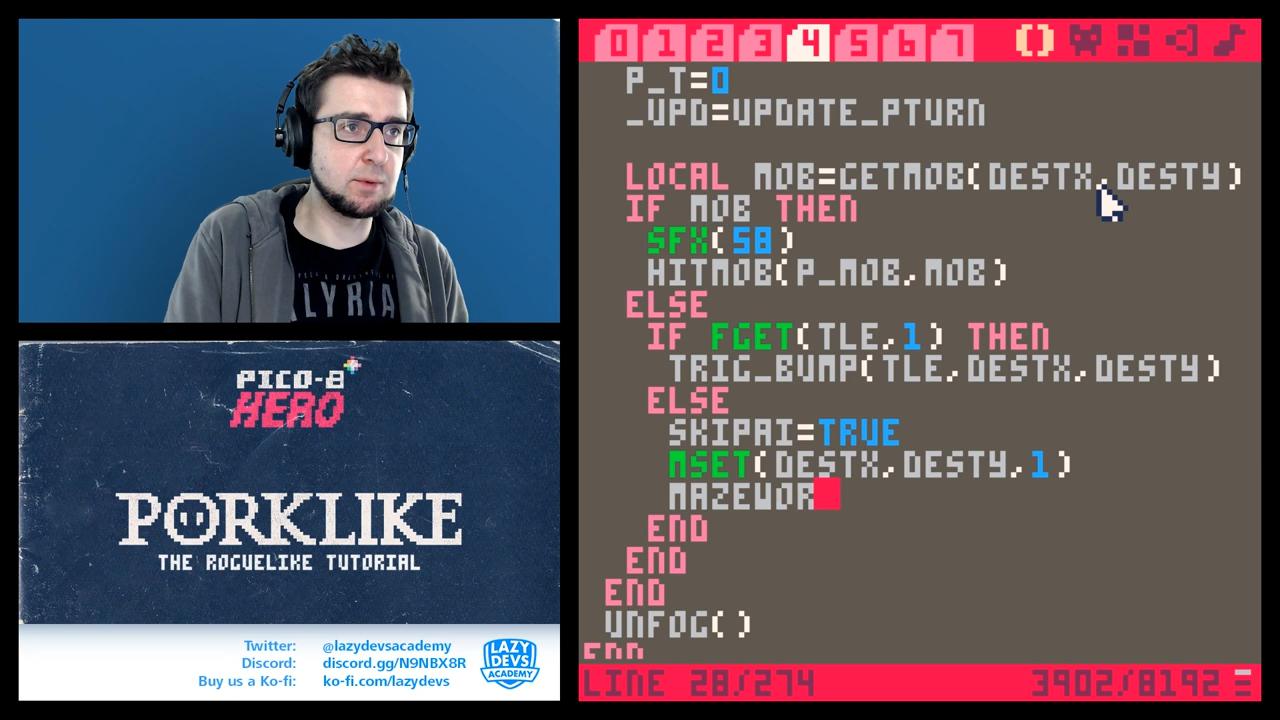 LYRIA
PICO-8
HERO
PORKLIKE
THE ROGUELIKE TUTORIAL
Twitter: @lazydevsacademy
Discord: discord.gg/N9NBX8R
Buy us a Ko-fi: ko-fi.com/lazydevs
LAZY
DEVS
ACADEMY
0 1 2 3 4 5 6 7 ()
P_T=0
_UPD=UPDATE_PTURN
LOCAL MOB=GETMOB(DESTX,DESTY)
IF MOB THEN
SFX(58)
HITMOB(P_MOB,MOB)
ELSE
IF FGET(TLE,1) THEN
TRIG_BUMP(TLE,DESTX,DESTY)
ELSE
SKIPAI=TRUE
MSET(DESTX,DESTY,1)
MAZEWOR
END
END
END
UNFOG()
END
LINE 28/274 3902/8192